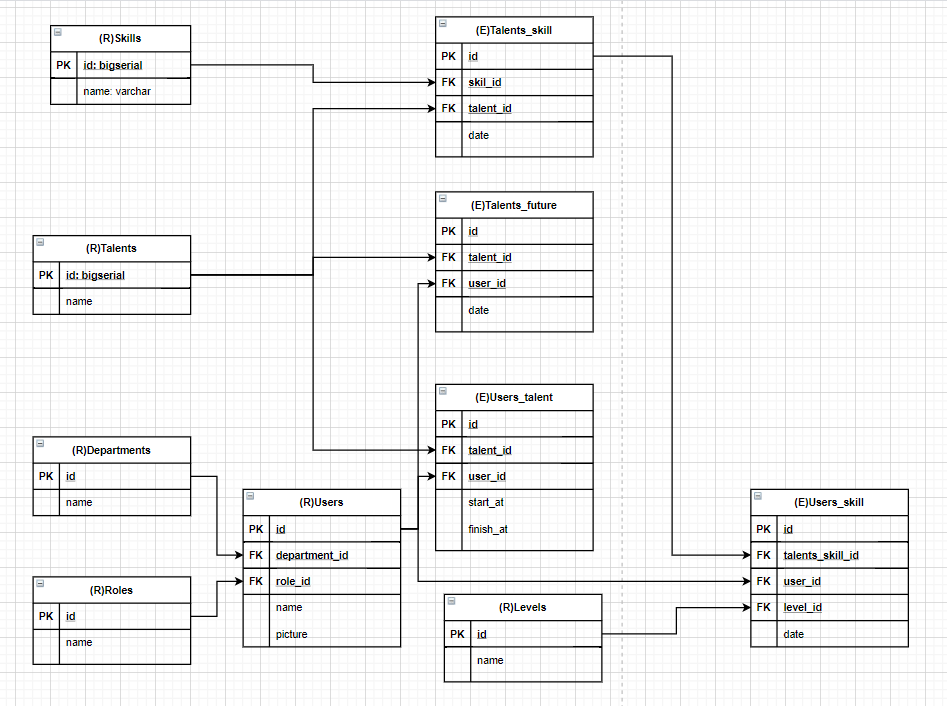 (R)Skills
PK id: bigserial
name: varchar
(E)Talents_skill
PK id
FK skil_id
FK talent_id
date
(R)Talents
PK id: bigserial
name
(E)Talents_future
PK id
FK talent_id
FK user_id
date
(E)Users_talent
PK id
FK talent_id
FK user_id
start_at
finish_at
(R)Departments
PK id
name
(R)Roles
PK id
name
(R)Users
PK id
FK department_id
FK role_id
name
picture
(R)Levels
PK id
name
(E)Users_skill
PK id
FK talents_skill_id
FK user_id
FK level_id
date